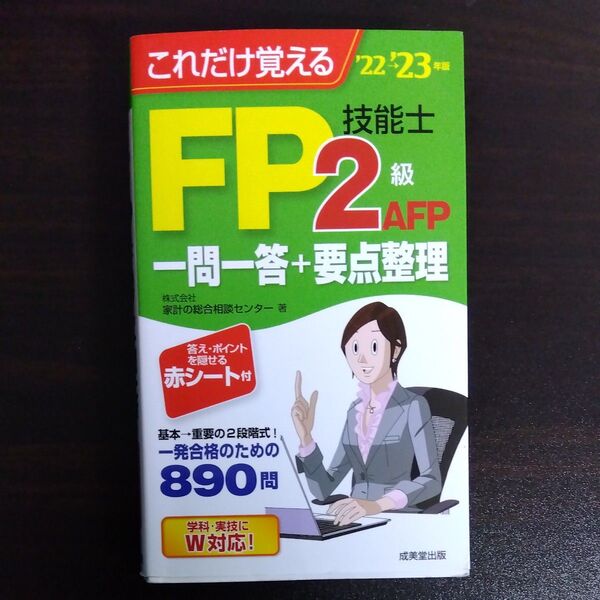 これだけ覚える
'22→'23年版
FP技能士
2級
AFP
一問一答+要点整理
株式会社
家計の総合相談センター 著
答え・ポイント
を隠せる
赤シート付
基本→重要の2段階式!
一発合格のための
890問
学科・実技に
W対応!
成美堂出版